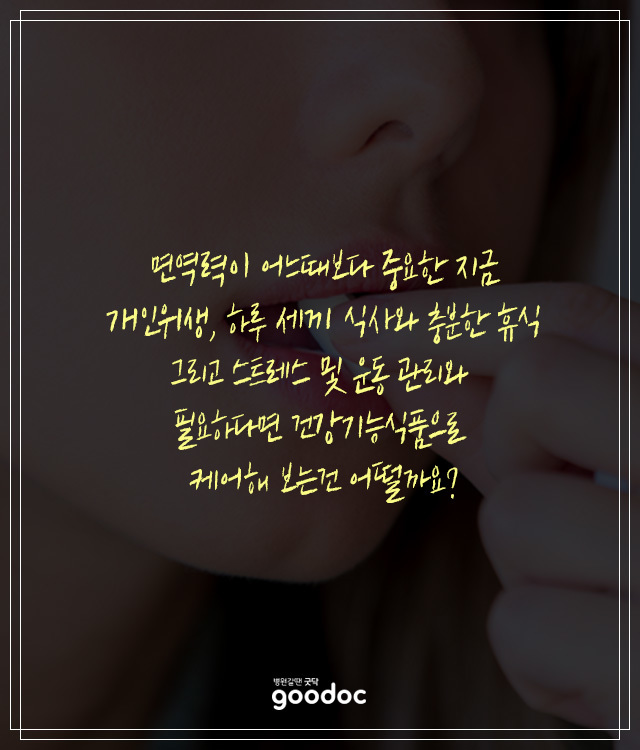 면역력이 어느때보다 중요한 지금
개인위생, 하루 세끼 식사와 충분한 휴식
그리고 스트레스 및 운동 관리와
필요하다면 건강기능식품으로
케어해 보는건 어떨까요?
병원갈땐 굿닥
goodoc